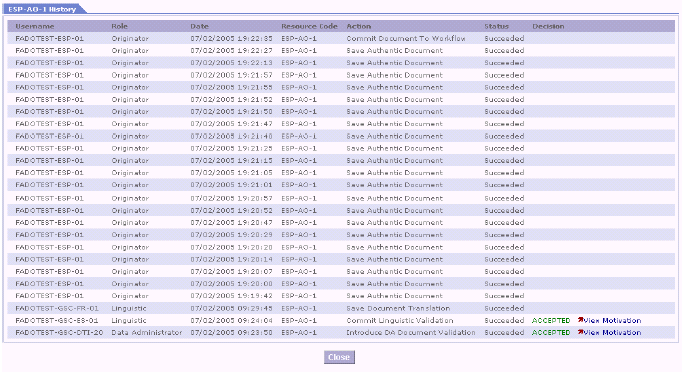 ESP-AO-1 History
Username Role Date Resource Code Action Status Decision
FADOTEST-ESP-01 Originator 07/02/2005 19:22:35 ESP-AO-1 Commit Document To Workflow Succeeded
FADOTEST-ESP-01 Originator 07/02/2005 19:22:27 ESP-AO-1 Save Authentic Document Succeeded
FADOTEST-ESP-01 Originator 07/02/2005 19:22:13 ESP-AO-1 Save Authentic Document Succeeded
FADOTEST-ESP-01 Originator 07/02/2005 19:21:57 ESP-AO-1 Save Authentic Document Succeeded
FADOTEST-ESP-01 Originator 07/02/2005 19:21:55 ESP-AO-1 Save Authentic Document Succeeded
FADOTEST-ESP-01 Originator 07/02/2005 19:21:52 ESP-AO-1 Save Authentic Document Succeeded
FADOTEST-ESP-01 Originator 07/02/2005 19:21:50 ESP-AO-1 Save Authentic Document Succeeded
FADOTEST-ESP-01 Originator 07/02/2005 19:21:47 ESP-AO-1 Save Authentic Document Succeeded
FADOTEST-ESP-01 Originator 07/02/2005 19:21:40 ESP-AO-1 Save Authentic Document Succeeded
FADOTEST-ESP-01 Originator 07/02/2005 19:21:25 ESP-AO-1 Save Authentic Document Succeeded
FADOTEST-ESP-01 Originator 07/02/2005 19:21:15 ESP-AO-1 Save Authentic Document Succeeded
FADOTEST-ESP-01 Originator 07/02/2005 19:21:05 ESP-AO-1 Save Authentic Document Succeeded
FADOTEST-ESP-01 Originator 07/02/2005 19:21:01 ESP-AO-1 Save Authentic Document Succeeded
FADOTEST-ESP-01 Originator 07/02/2005 19:20:57 ESP-AO-1 Save Authentic Document Succeeded
FADOTEST-ESP-01 Originator 07/02/2005 19:20:52 ESP-AO-1 Save Authentic Document Succeeded
FADOTEST-ESP-01 Originator 07/02/2005 19:20:47 ESP-AO-1 Save Authentic Document Succeeded
FADOTEST-ESP-01 Originator 07/02/2005 19:20:29 ESP-AO-1 Save Authentic Document Succeeded
FADOTEST-ESP-01 Originator 07/02/2005 19:20:20 ESP-AO-1 Save Authentic Document Succeeded
FADOTEST-ESP-01 Originator 07/02/2005 19:20:14 ESP-AO-1 Save Authentic Document Succeeded
FADOTEST-ESP-01 Originator 07/02/2005 19:20:07 ESP-AO-1 Save Authentic Document Succeeded
FADOTEST-ESP-01 Originator 07/02/2005 19:20:00 ESP-AO-1 Save Authentic Document Succeeded
FADOTEST-ESP-01 Originator 07/02/2005 19:19:42 ESP-AO-1 Save Authentic Document Succeeded
FADOTEST-GSC-FR-01 Linguistic 07/02/2005 09:29:45 ESP-AO-1 Save Document Translation Succeeded
FADOTEST-GSC-ES-01 Linguistic 07/02/2005 09:24:04 ESP-AO-1 Commit Linguistic Validation Succeeded ACCEPTED View Motivation
FADOTEST-GSC-DTI-20 Data Administrator 07/02/2005 09:23:50 ESP-AO-1 Introduce DA Document Validation Succeeded ACCEPTED View Motivation
Close